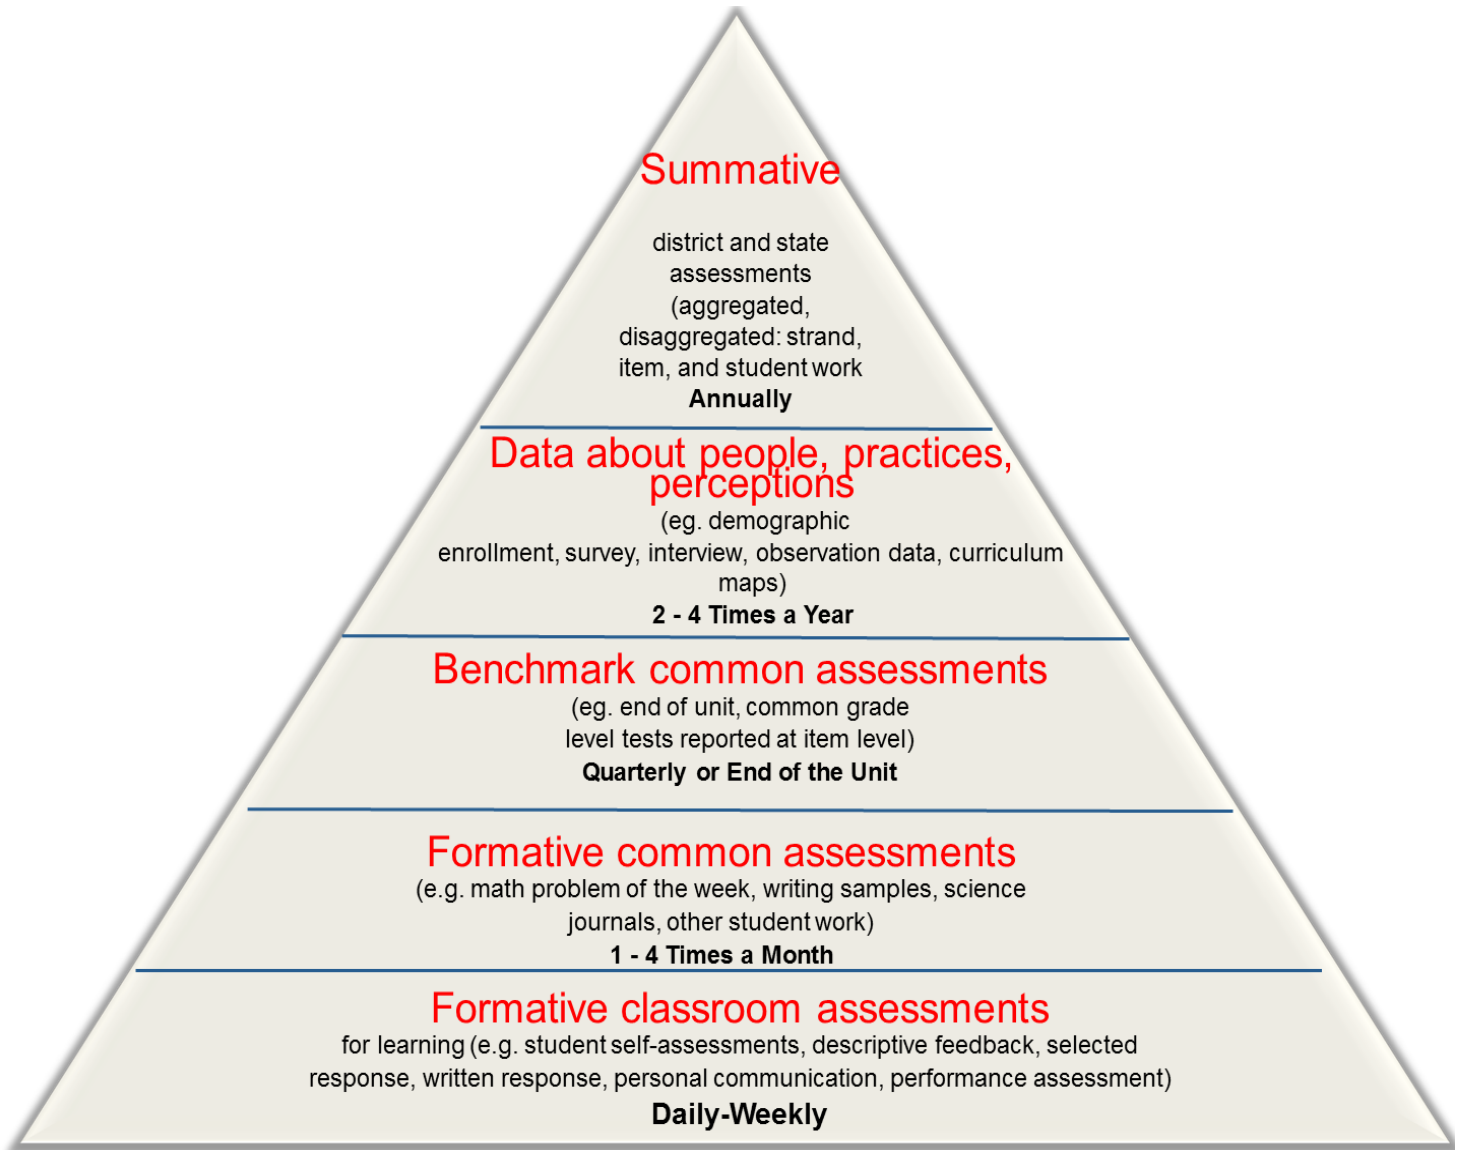 Summative
district and state
assessments
(aggregated,
disaggregated: strand,
item, and student work
Annually
Data about people, practices,
perceptions
(eg. demographic
enrollment, survey, interview, observation data, curriculum
maps)
2 - 4 Times a Year
Benchmark common assessments
(eg. end of unit, common grade
level tests reported at item level)
Quarterly or End of the Unit
Formative common assessments
(e.g. math problem of the week, writing samples, science
journals, other student work)
1 - 4 Times a Month
Formative classroom assessments
for learning (e.g. student self-assessments, descriptive feedback, selected
response, written response, personal communication, performance assessment)
Daily-Weekly